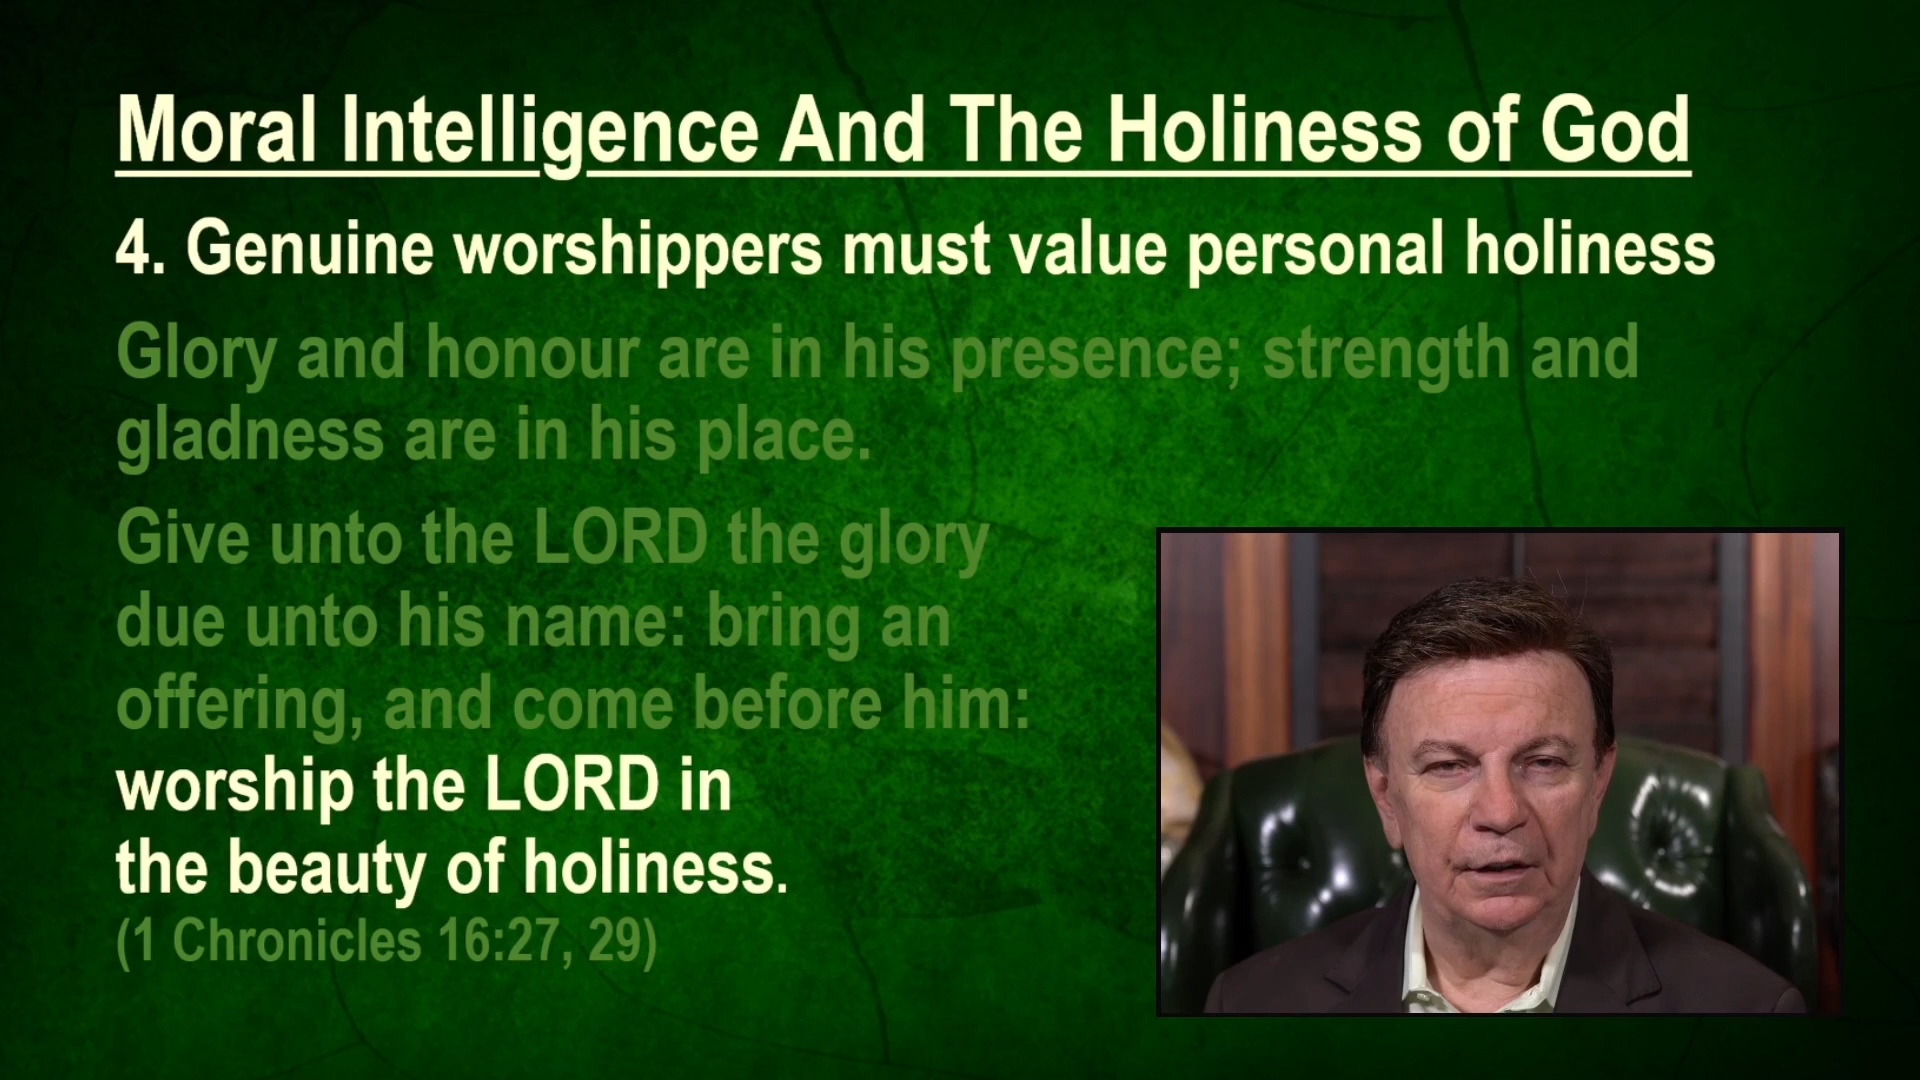 Moral Intelligence And The Holiness of God
4. Genuine worshippers must value personal holiness
Glory and honour are in his presence; strength and
gladness are in his place.
Give unto the LORD the glory
due unto his name: bring an
offering, and come before him:
worship the LORD in
the beauty of holiness.
(1 Chronicles 16:27, 29)